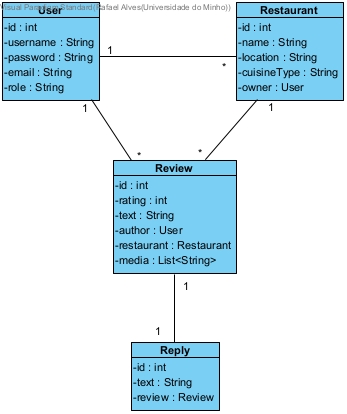 Visual Paradigm Standard(Rafael Alves(Universidade do Minho))
User
-id : int
-username : String
-password : String
-email : String
-role : String
Restaurant
-id : int
-name : String
-location : String
-cuisineType : String
-owner : User
1
*
1
*
*
1
Review
-id : int
-rating : int
-text : String
-author : User
-restaurant : Restaurant
-media : List<String>
1
1
Reply
-id : int
-text : String
-review : Review